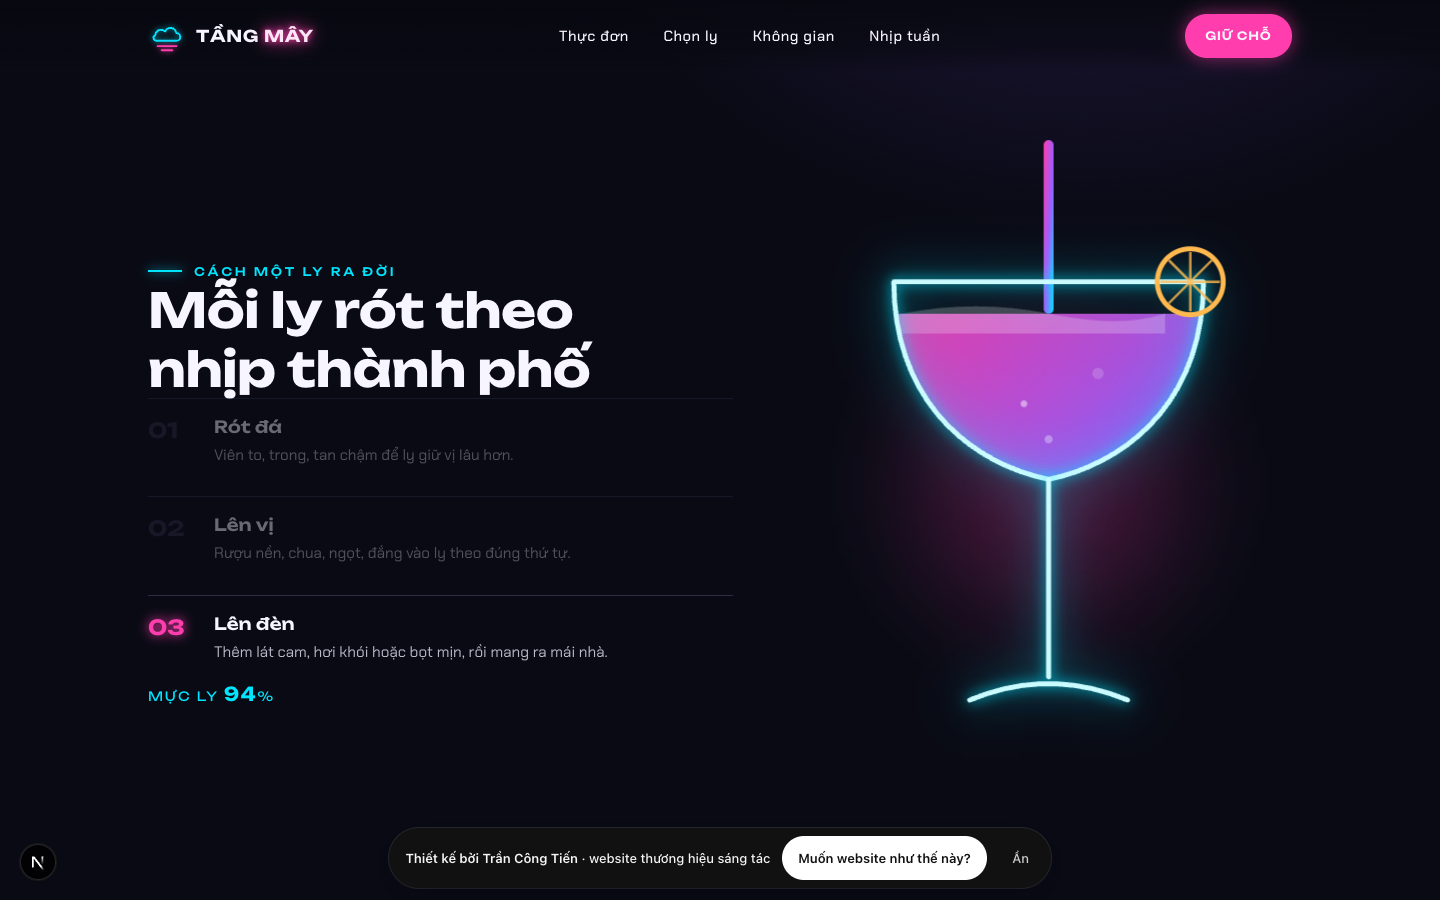 TẦNG MÂY
Thực đơn
Chọn ly
Không gian
Nhịp tuần
GIỮ CHỖ
CÁCH MỘT LY RA ĐỜI
Mỗi ly rót theo
nhịp thành phố
01
Rót đá
Viên to, trong, tan chậm để ly giữ vị lâu hơn.
02
Lên vị
Rượu nền, chua, ngọt, đắng vào ly theo đúng thứ tự.
03
Lên đèn
Thêm lát cam, hơi khói hoặc bọt mịn, rồi mang ra mái nhà.
MỰC LY 94%
Thiết kế bởi Trần Công Tiến · website thương hiệu sáng tác
Muốn website như thế này?
Ẩn
N